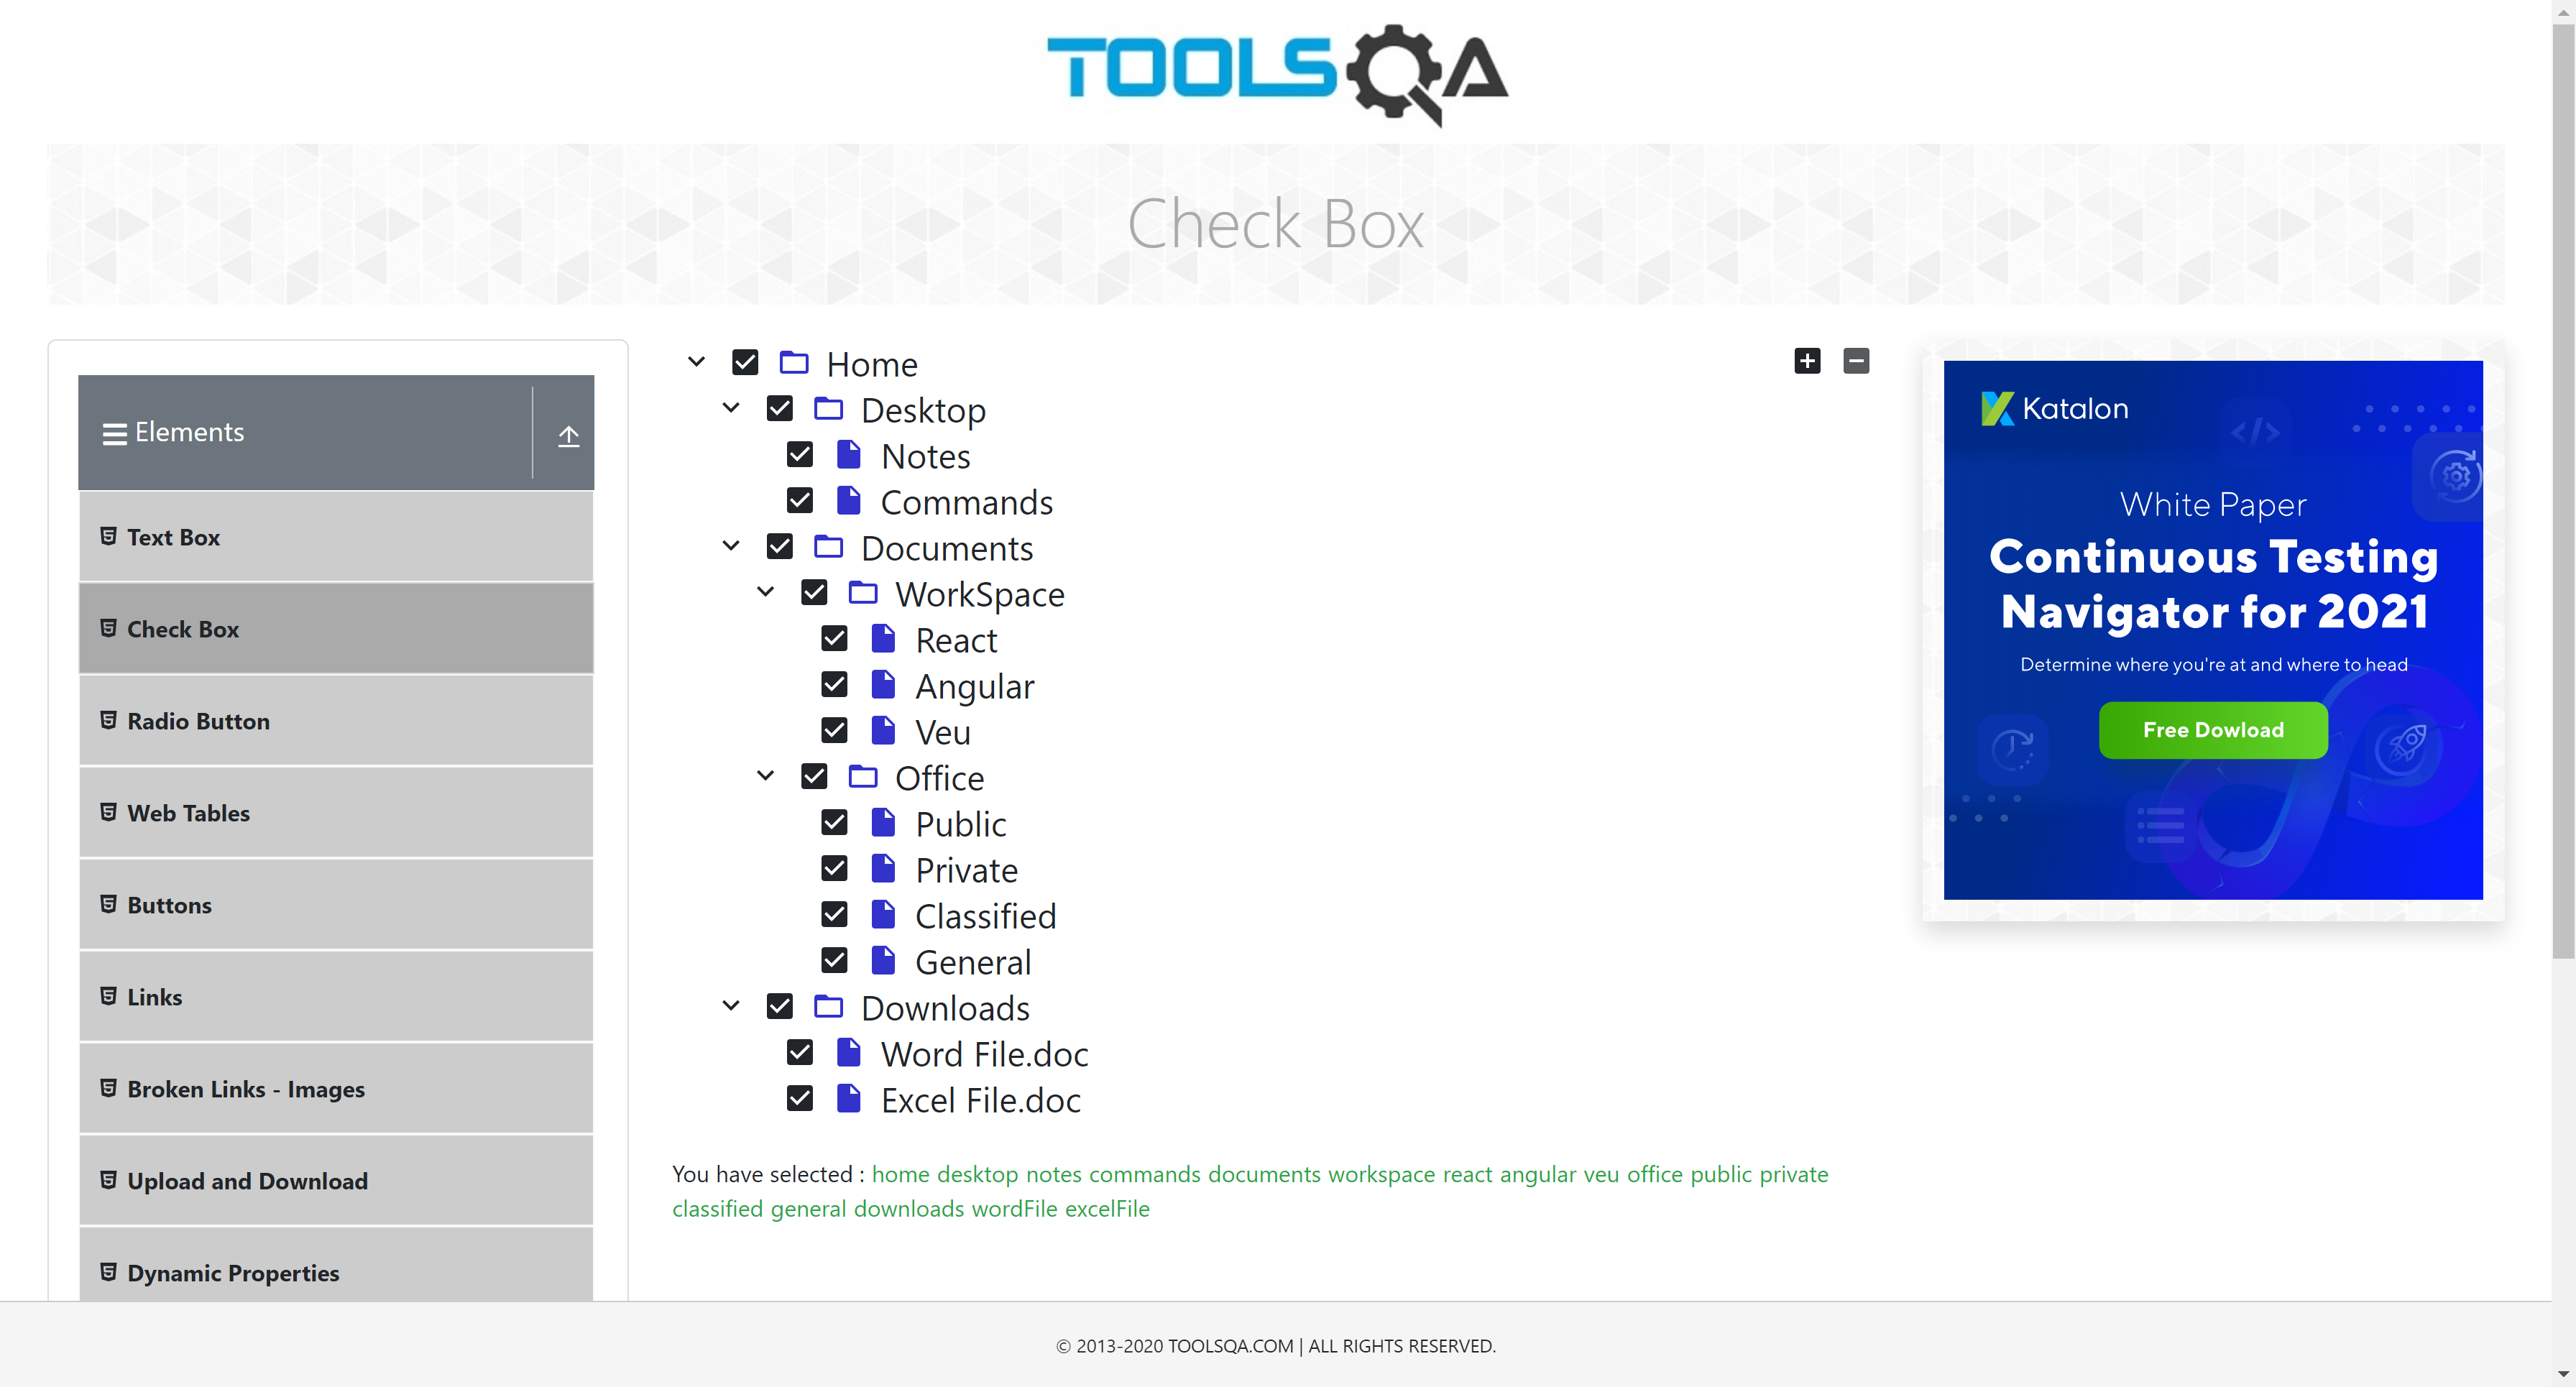 TOOLSQA
Check Box
Elements
Text Box
Check Box
Radio Button
Web Tables
Buttons
Links
Broken Links - Images
Upload and Download
Dynamic Properties
Home
Desktop
Notes
Commands
Documents
WorkSpace
React
Angular
Veu
Office
Public
Private
Classified
General
Downloads
Word File.doc
Excel File.doc
You have selected : home desktop notes commands documents workspace react angular veu office public private
classified general downloads wordFile excelFile
Katalon
White Paper
Continuous Testing
Navigator for 2021
Determine where you're at and where to head
Free Dowload
© 2013-2020 TOOLSQA.COM | ALL RIGHTS RESERVED.